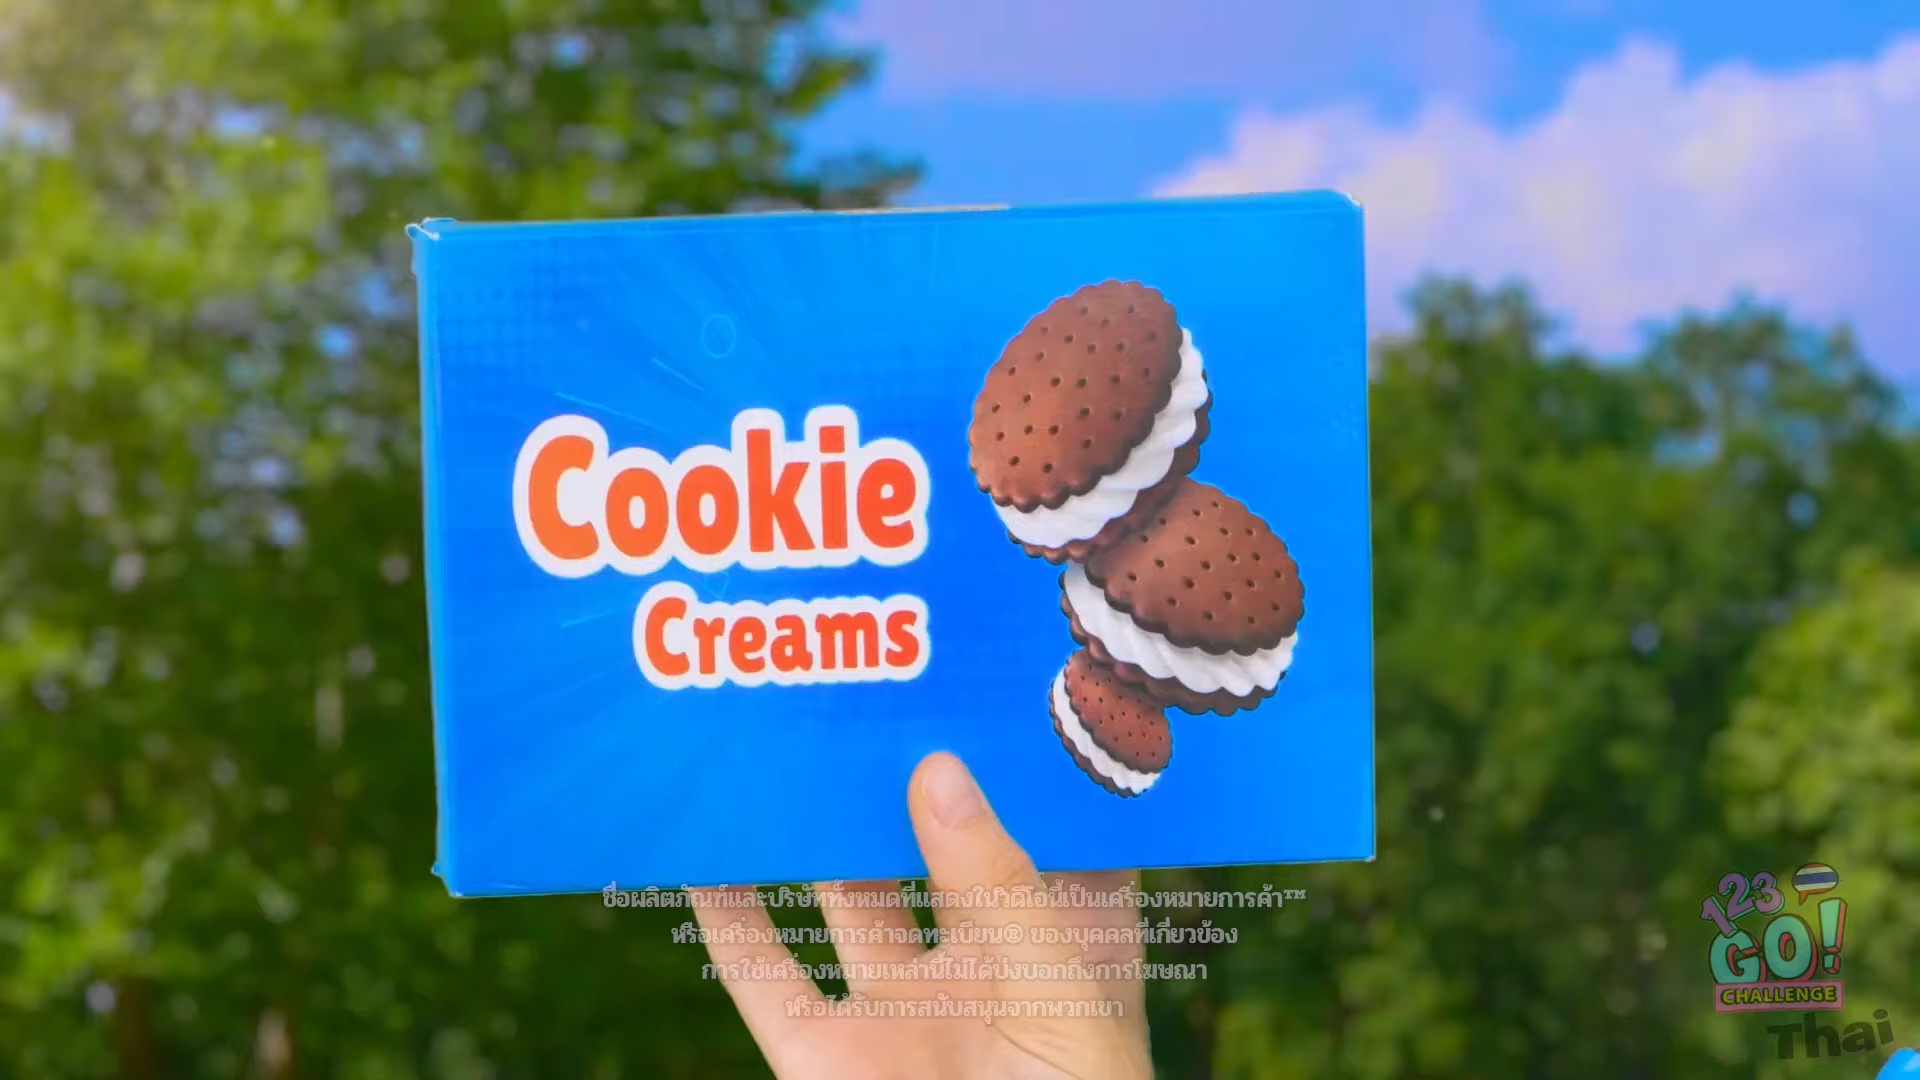 Cookie
Creams
ชื่อผลิตภัณฑ์และบริษัททั้งหมดที่แสดงในวิดีโอนี้เป็นเครื่องหมายการค้า™
หรือเครื่องหมายการค้าจดทะเบียน® ของบุคคลที่เกี่ยวข้อง
การใช้เครื่องหมายเหล่านี้ไม่ได้บ่งบอกถึงการโฆษณา
หรือได้รับการสนับสนุนจากพวกเขา
123
GO!
CHALLENGE
Thai